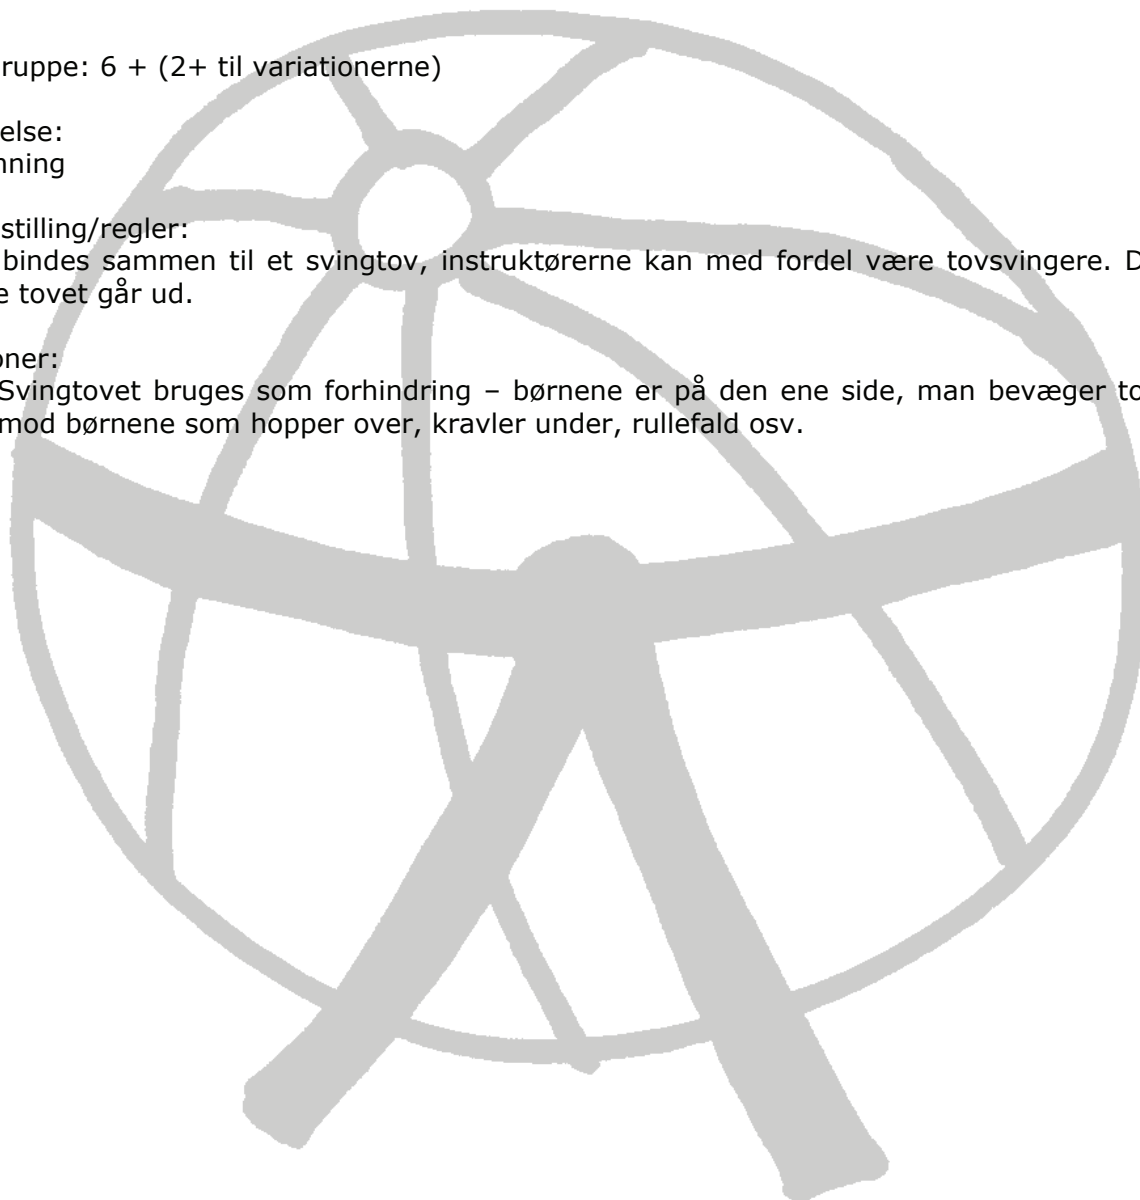 ruppe: 6 + (2+ til variationerne)
else:
nning
stilling/regler:
bindes sammen til et svingtov, instruktørerne kan med fordel være tovsvingere. D
e tovet går ud.
oner:
Svingtovet bruges som forhindring – børnene er på den ene side, man bevæger to
mod børnene som hopper over, kravler under, rullefald osv.